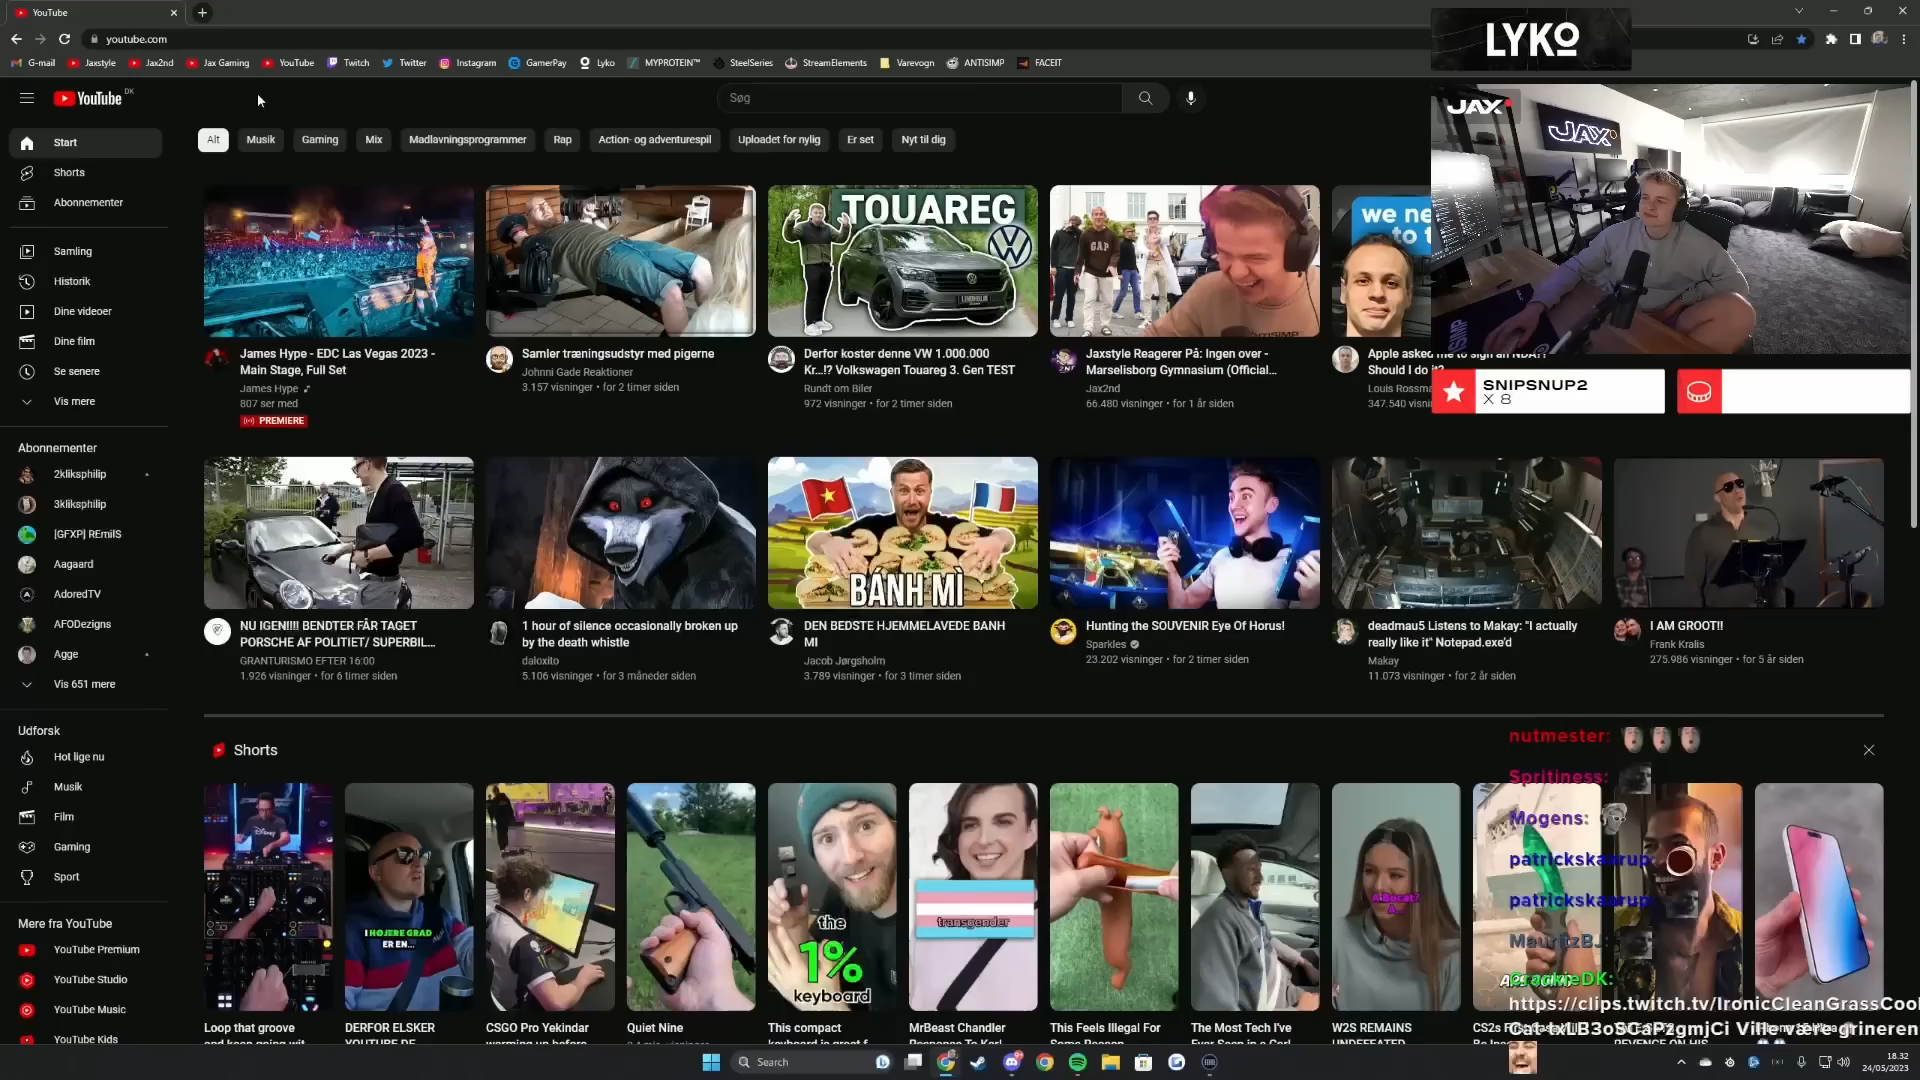 YouTube
youtube.com
G-mail Jaxstyle Jax2nd Jax Gaming YouTube Twitch Twitter Instagram GamerPay Lyko MYPROTEIN™ SteelSeries StreamElements Varevogn ANTISIMP FACEIT
LYKO
YouTube DK
Søg
JAX
JAX
Start
Shorts
Abonnementer
Samling
Historik
Dine videoer
Dine film
Se senere
Vis mere
Abonnementer
2kliksphilip
3kliksphilip
[GFXP] REmilS
Aagaard
AdoredTV
AFODezigns
Agge
Vis 651 mere
Udforsk
Hot lige nu
Musik
Film
Gaming
Sport
Mere fra YouTube
YouTube Premium
YouTube Studio
YouTube Music
YouTube Kids
Alt Musik Gaming Mix Madlavningsprogrammer Rap Action- og adventurespil Uploadet for nylig Er set Nyt til dig
TOUAREG
GAP
we ne
to t
James Hype - EDC Las Vegas 2023 -
Main Stage, Full Set
James Hype
807 ser med
PREMIERE
Samler træningsudstyr med pigerne
Johnni Gade Reaktioner
3.157 visninger • for 2 timer siden
Derfor koster denne VW 1.000.000
Kr...!? Volkswagen Touareg 3. Gen TEST
Rundt om Biler
972 visninger • for 2 timer siden
Jaxstyle Reagerer På: Ingen over -
Marselisborg Gymnasium (Official...
Jax2nd
66.480 visninger • for 1 år siden
Apple asked me to sign an NDA??
Should I do it?
Louis Rossma
347.540 visnin
SNIPSNUP2
X 8
BÁNH MÌ
NU IGEN!!!! BENDTER FÅR TAGET
PORSCHE AF POLITIET/ SUPERBIL...
GRANTURISMO EFTER 16:00
1.926 visninger • for 6 timer siden
1 hour of silence occasionally broken up
by the death whistle
daloxito
5.106 visninger • for 3 måneder siden
DEN BEDSTE HJEMMELAVEDE BANH
MI
Jacob Jørgsholm
3.789 visninger • for 3 timer siden
Hunting the SOUVENIR Eye Of Horus!
Sparkles
23.202 visninger • for 2 timer siden
deadmau5 Listens to Makay: "I actually
really like it" Notepad.exe'd
Makay
11.073 visninger • for 2 år siden
I AM GROOT!!
Frank Kralis
275.986 visninger • for 5 år siden
Shorts
Disney
I HØJERE GRAD
ER EN...
the
1%
keyboard
transgender
Loop that groove
DERFOR ELSKER
CSGO Pro Yekindar
Quiet Nine
This compact
MrBeast Chandler
This Feels Illegal For
The Most Tech I've
W2S REMAINS
nutmester:
Spritiness:
Mogens:
patrickskaarup
patrickskaarup
MauritzBJ:
CrackieDK:
https://clips.twitch.tv/IronicCleanGrassCool
Search
18.32
24/05/2023